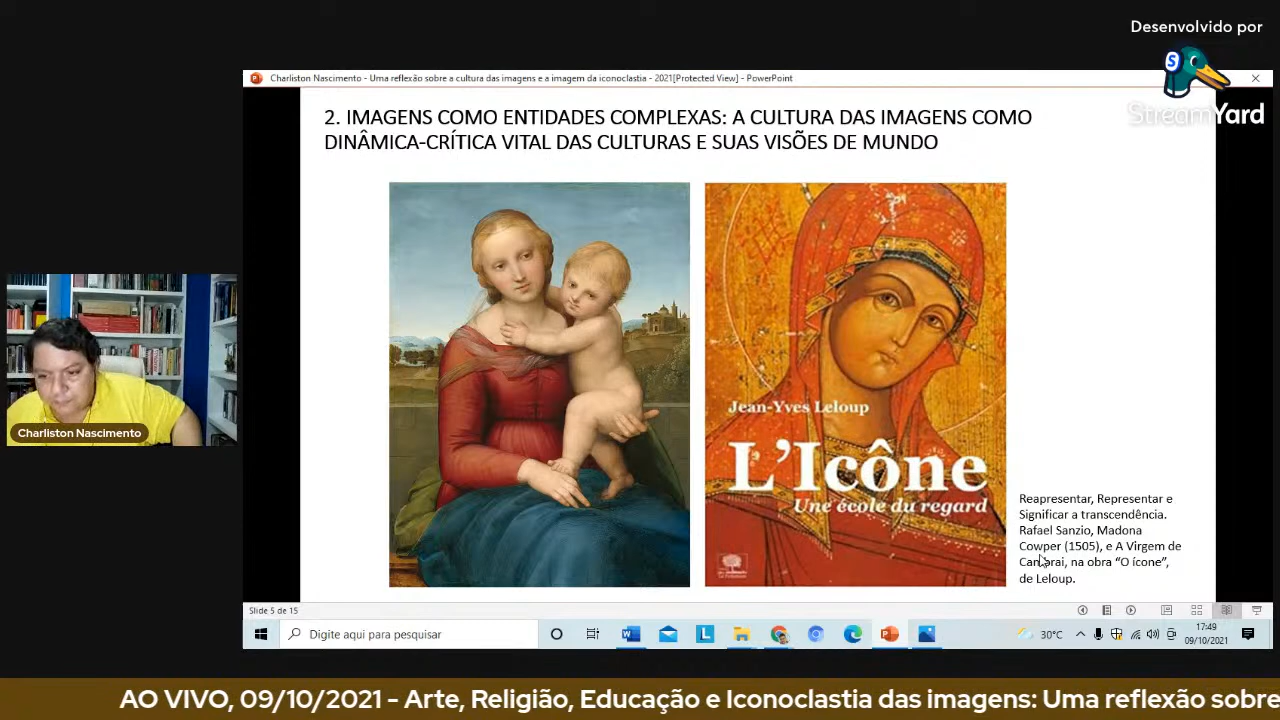 Desenvolvido por
S
StreamYard
Charliston Nascimento - Uma reflexão sobre a cultura das imagens e a imagem da iconoclastia - 2021[Protected View] - PowerPoint
2. IMAGENS COMO ENTIDADES COMPLEXAS: A CULTURA DAS IMAGENS COMO
DINÂMICA-CRÍTICA VITAL DAS CULTURAS E SUAS VISÕES DE MUNDO
Jean-Yves Leloup
L'Icône
Une école du regard
Reapresentar, Representar e
Significar a transcendência.
Rafael Sanzio, Madona
Cowper (1505), e A Virgem de
na obra “O ícone”,
de Leloup.
Charliston Nascimento
Slide 5 de 15
Digite aqui para pesquisar
30°C
17:49
09/10/2021
AO VIVO, 09/10/2021 - Arte, Religião, Educação e Iconoclastia das imagens: Uma reflexão sobre